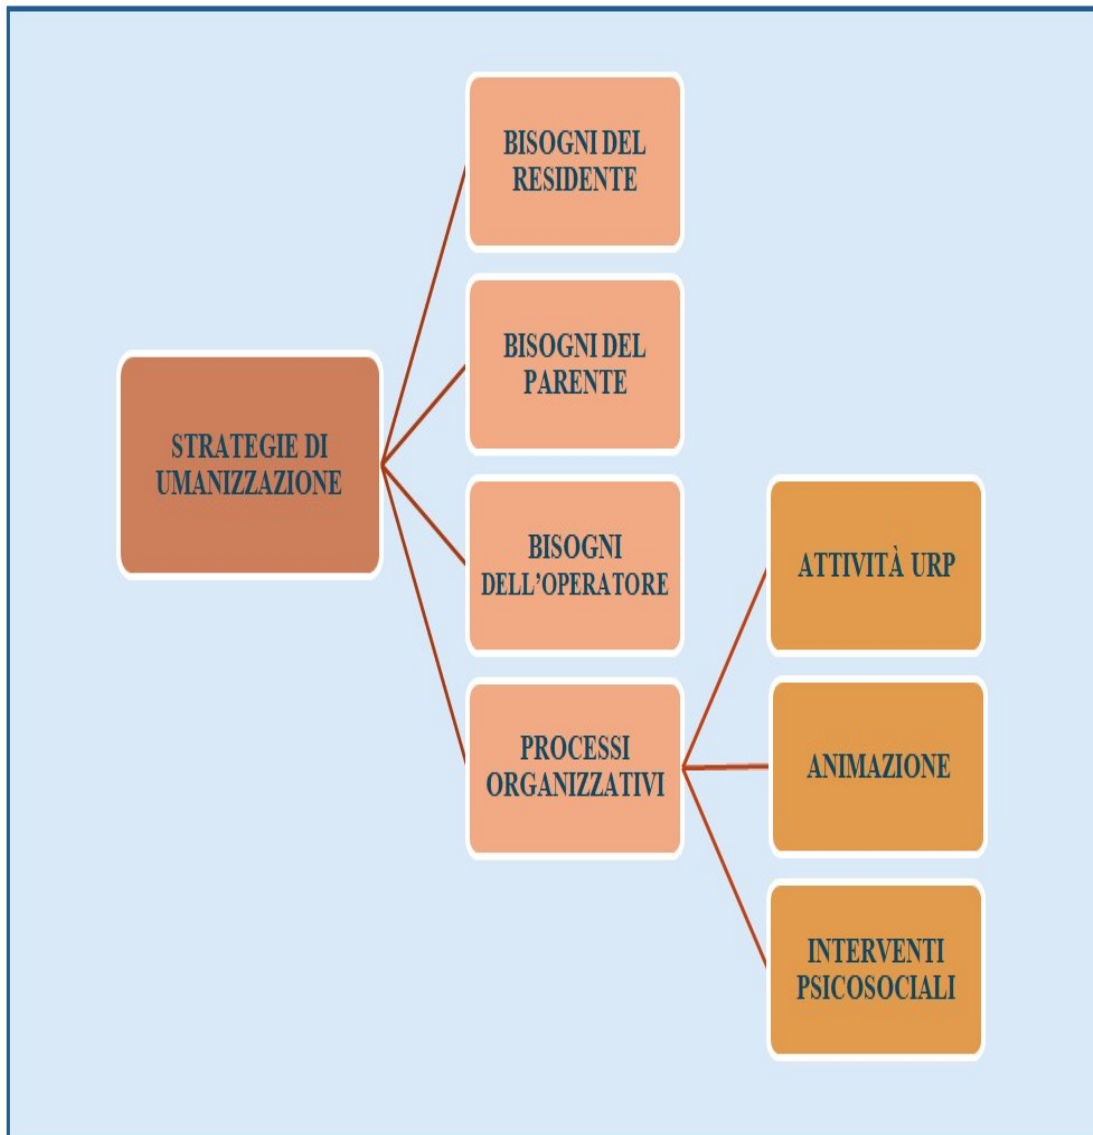 BISOGNI DEL
RESIDENTE
BISOGNI DEL
PARENTE
STRATEGIE DI
UMANIZZAZIONE
BISOGNI
DELL’OPERATORE
PROCESSI
ORGANIZZATIVI
ATTIVITÀ URP
ANIMAZIONE
INTERVENTI
PSICOSOCIALI